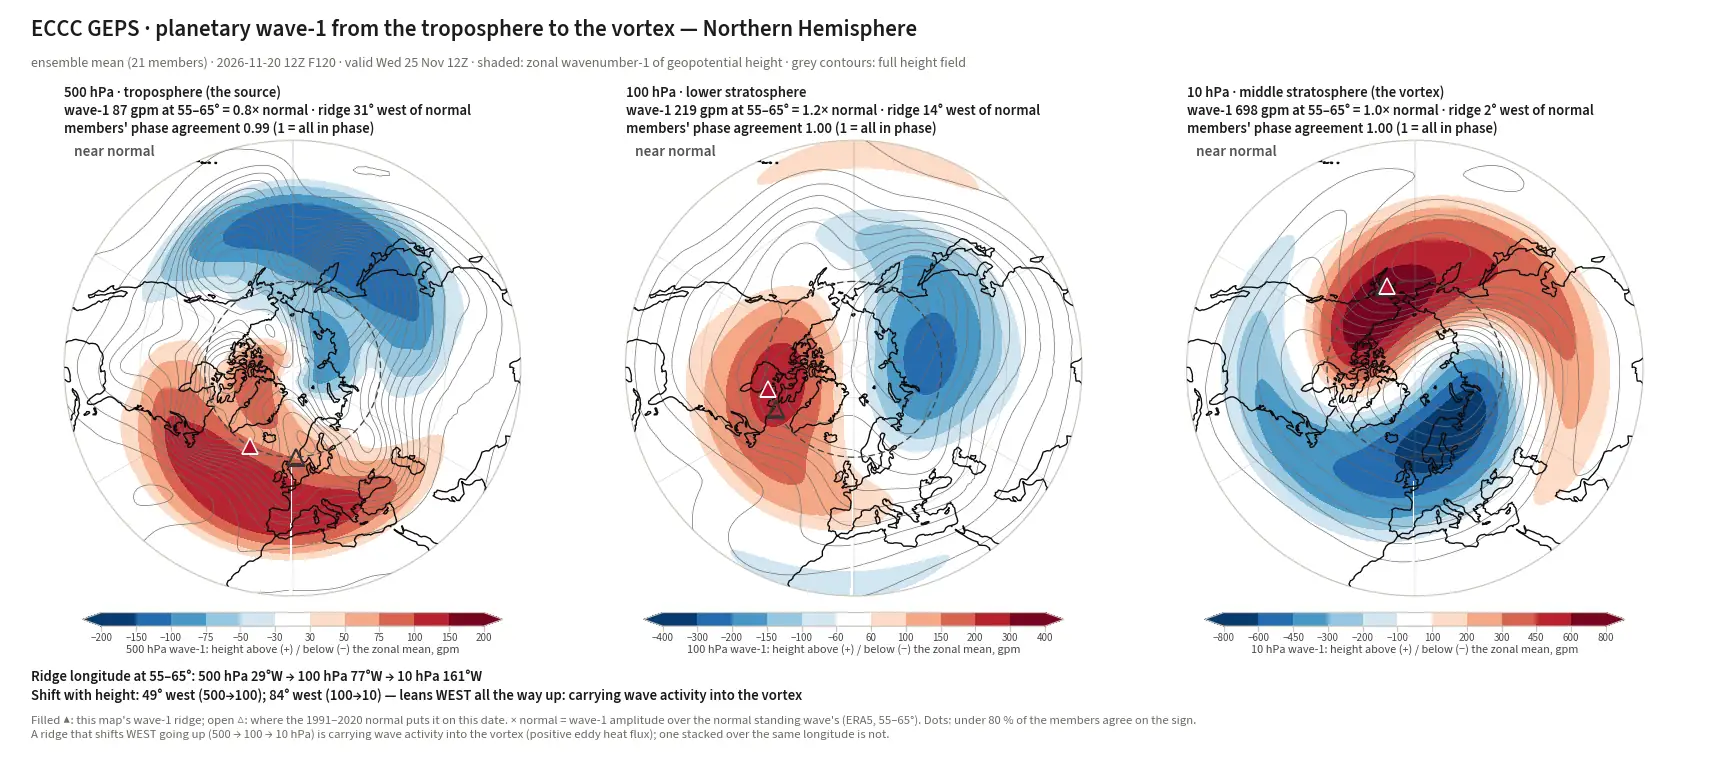 ECCC GEPS · planetary wave-1 from the troposphere to the vortex — Northern Hemisphere
ensemble mean (21 members) · 2026-11-20 12Z F120 · valid Wed 25 Nov 12Z · shaded: zonal wavenumber-1 of geopotential height · grey contours: full height field
500 hPa · troposphere (the source)
wave-1 87 gpm at 55–65° = 0.8× normal · ridge 31° west of normal
members' phase agreement 0.99 (1 = all in phase)
near normal
100 hPa · lower stratosphere
wave-1 219 gpm at 55–65° = 1.2× normal · ridge 14° west of normal
members' phase agreement 1.00 (1 = all in phase)
near normal
10 hPa · middle stratosphere (the vortex)
wave-1 698 gpm at 55–65° = 1.0× normal · ridge 2° west of normal
members' phase agreement 1.00 (1 = all in phase)
near normal
−200 −150 −100 −75 −50 −30 30 50 75 100 150 200
500 hPa wave-1: height above (+) / below (−) the zonal mean, gpm
−400 −300 −200 −150 −100 −60 60 100 150 200 300 400
100 hPa wave-1: height above (+) / below (−) the zonal mean, gpm
−800 −600 −450 −300 −200 −100 100 200 300 450 600 800
10 hPa wave-1: height above (+) / below (−) the zonal mean, gpm
Ridge longitude at 55–65°: 500 hPa 29°W → 100 hPa 77°W → 10 hPa 161°W
Shift with height: 49° west (500→100); 84° west (100→10) — leans WEST all the way up: carrying wave activity into the vortex
Filled ▲: this map's wave-1 ridge; open △: where the 1991–2020 normal puts it on this date. × normal = wave-1 amplitude over the normal standing wave's (ERA5, 55–65°). Dots: under 80 % of the members agree on the sign.
A ridge that shifts WEST going up (500 → 100 → 10 hPa) is carrying wave activity into the vortex (positive eddy heat flux); one stacked over the same longitude is not.